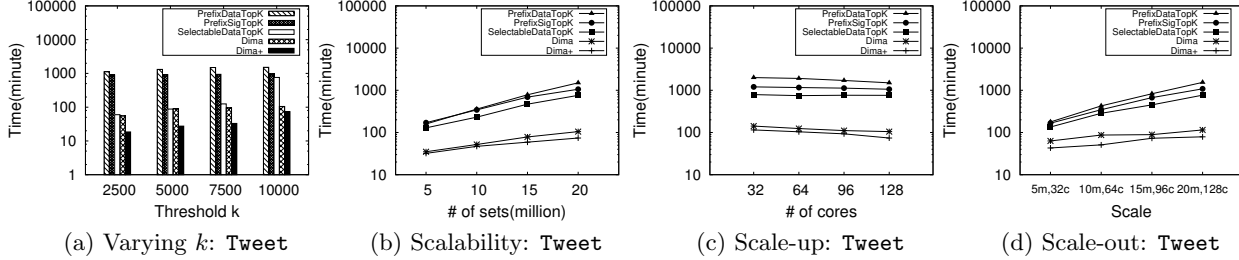 100000
10000
1000
100
10
1
Time(minute)
PrefixDataTopK
PrefixSigTopK
SelectableDataTopK
Dima
Dima+
2500 5000 7500 10000
Threshold k
(a) Varying k: Tweet
100000
10000
1000
100
10
Time(minute)
PrefixDataTopK
PrefixSigTopK
SelectableDataTopK
Dima
Dima+
5 10 15 20
# of sets(million)
(b) Scalability: Tweet
100000
10000
1000
100
10
Time(minute)
PrefixDataTopK
PrefixSigTopK
SelectableDataTopK
Dima
Dima+
32 64 96 128
# of cores
(c) Scale-up: Tweet
100000
10000
1000
100
10
Time(minute)
PrefixDataTopK
PrefixSigTopK
SelectableDataTopK
Dima
Dima+
5m,32c 10m,64c 15m,96c 20m,128c
Scale
(d) Scale-out: Tweet